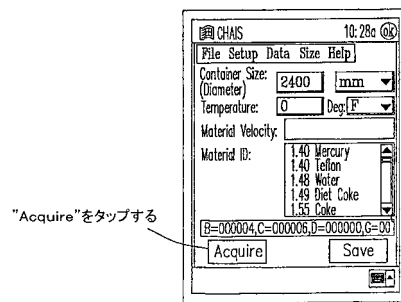 CHAIS 10:28a ok
File Setup Data Size Help
Container Size:
(Diameter) 2400 mm
Temperature: 0 Deg: F
Material Velocity:
Material ID: 1.40 Mercury
1.40 Teflon
1.48 Water
1.49 Diet Coke
1.55 Coke
B=000004,C=000006,D=000000,G=00
"Acquire"をタップする
Acquire Save